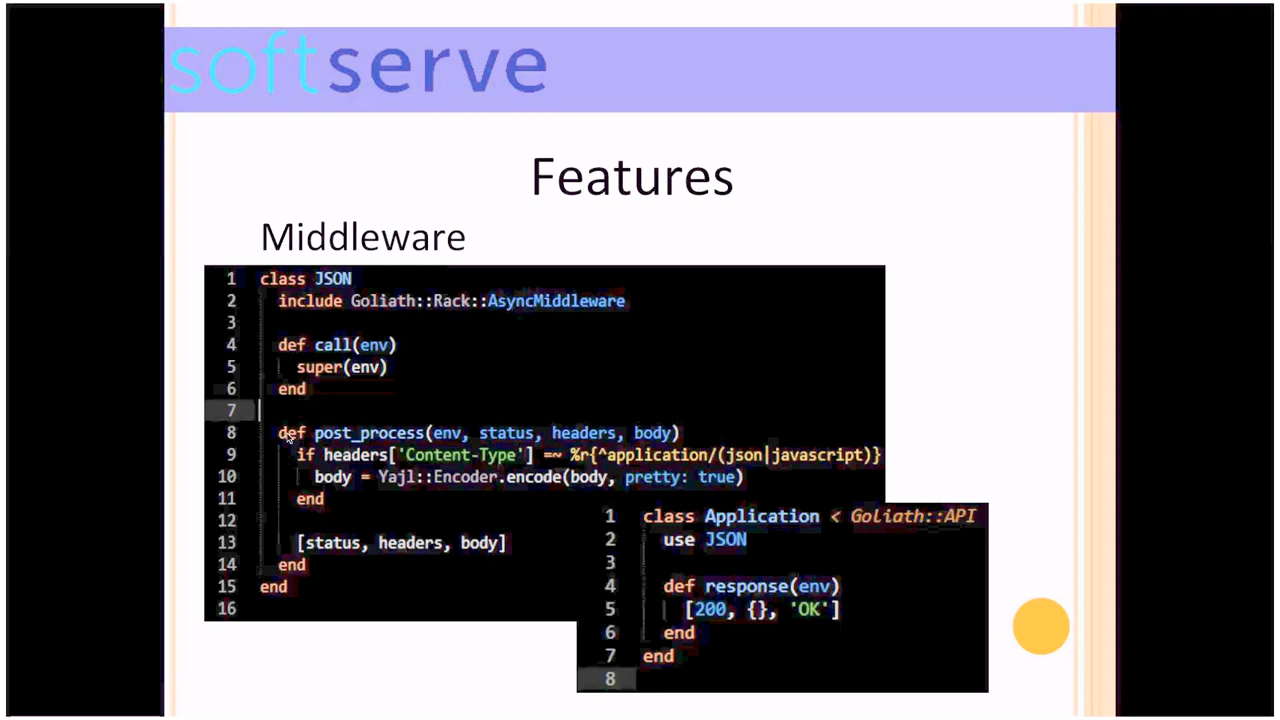 softserve
Features
Middleware
1 class JSON
2 include Goliath::Rack::AsyncMiddleware
3
4 def call(env)
5 super(env)
6 end
7
8 def post_process(env, status, headers, body)
9 if headers['Content-Type'] =~ %r{^application/(json|javascript)}
10 body = Yajl::Encoder.encode(body, pretty: true)
11 end
12
13 [status, headers, body]
14 end
15 end
16
1 class Application < Goliath::API
2 use JSON
3
4 def response(env)
5 [200, {}, 'OK']
6 end
7 end
8